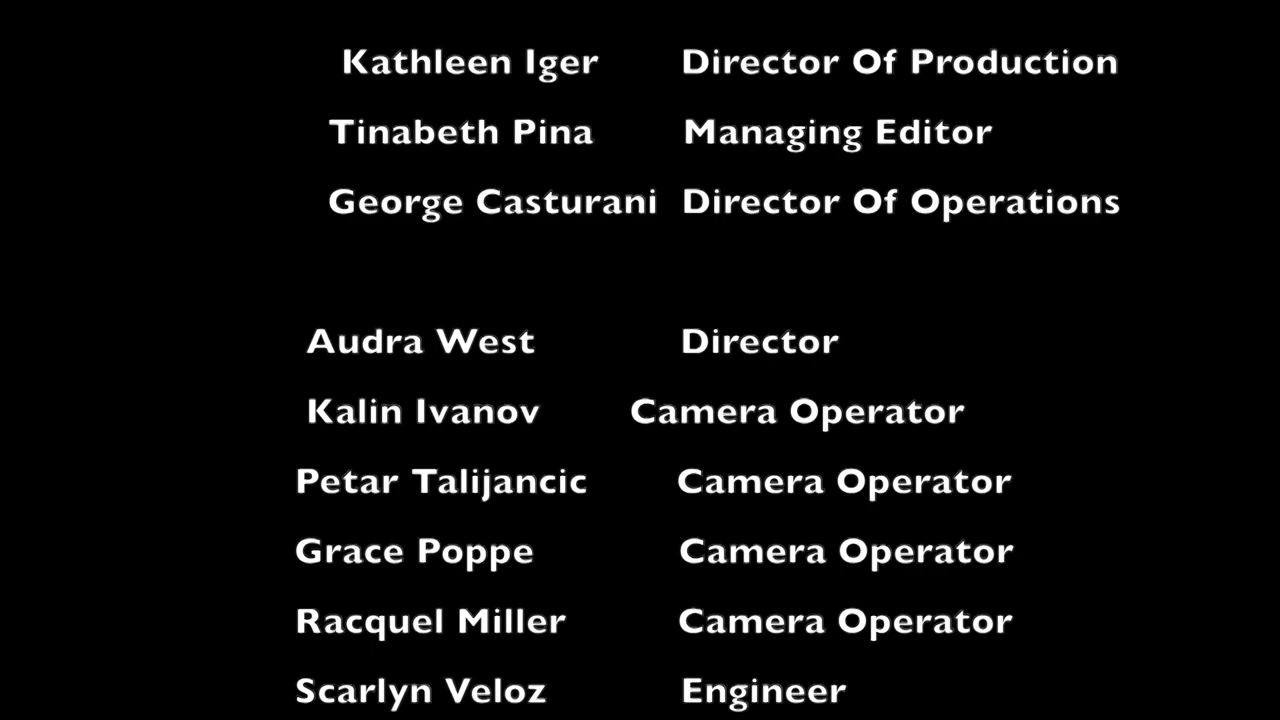 Kathleen Iger Director Of Production
Tinabeth Pina Managing Editor
George Casturani Director Of Operations
Audra West Director
Kalin Ivanov Camera Operator
Petar Talijancic Camera Operator
Grace Poppe Camera Operator
Racquel Miller Camera Operator
Scarlyn Veloz Engineer